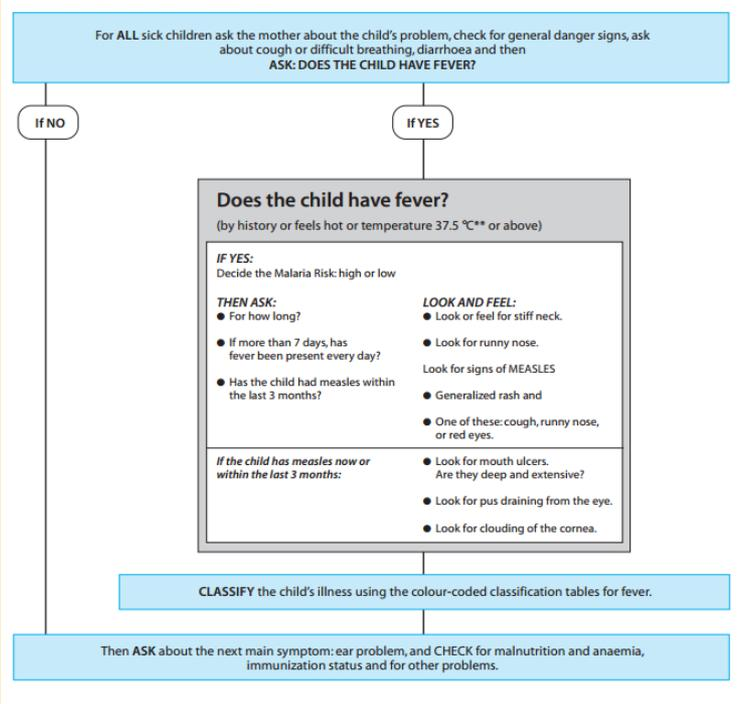 For ALL sick children ask the mother about the child's problem, check for general danger signs, ask
about cough or difficult breathing, diarrhoea and then
ASK: DOES THE CHILD HAVE FEVER?
If NO
If YES
Does the child have fever?
(by history or feels hot or temperature 37.5 °C** or above)
IF YES:
Decide the Malaria Risk: high or low
THEN ASK:
● For how long?
● If more than 7 days, has
fever been present every day?
● Has the child had measles within
the last 3 months?
LOOK AND FEEL:
● Look or feel for stiff neck.
● Look for runny nose.
Look for signs of MEASLES
● Generalized rash and
● One of these: cough, runny nose,
or red eyes.
If the child has measles now or
within the last 3 months:
● Look for mouth ulcers.
Are they deep and extensive?
● Look for pus draining from the eye.
● Look for clouding of the cornea.
CLASSIFY the child's illness using the colour-coded classification tables for fever.
Then ASK about the next main symptom: ear problem, and CHECK for malnutrition and anaemia,
immunization status and for other problems.